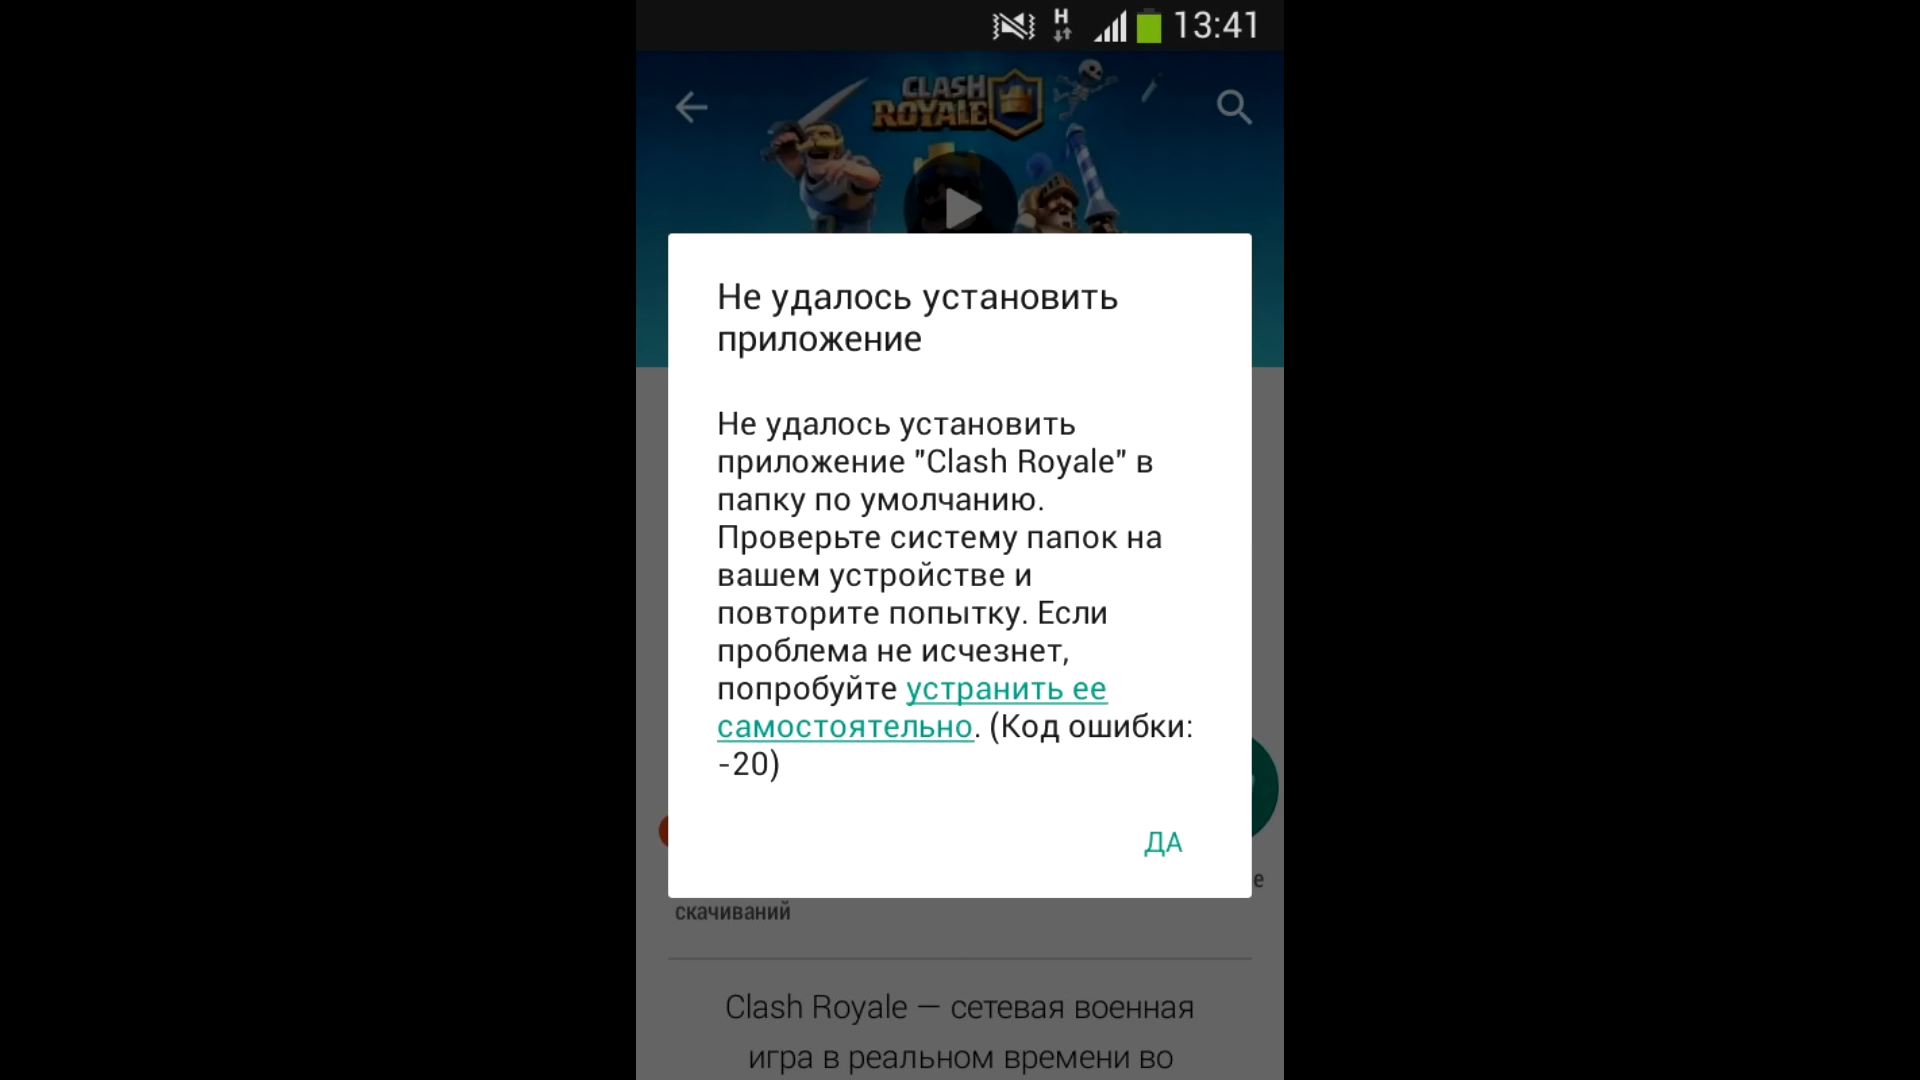 H
13:41
CLASH
ROYALE
Не удалось установить
приложение
Не удалось установить
приложение "Clash Royale" в
папку по умолчанию.
Проверьте систему папок на
вашем устройстве и
повторите попытку. Если
проблема не исчезнет,
попробуйте устранить ее
самостоятельно. (Код ошибки:
-20)
ДА
е
скачиваний
Clash Royale — сетевая военная
игра в реальном времени во